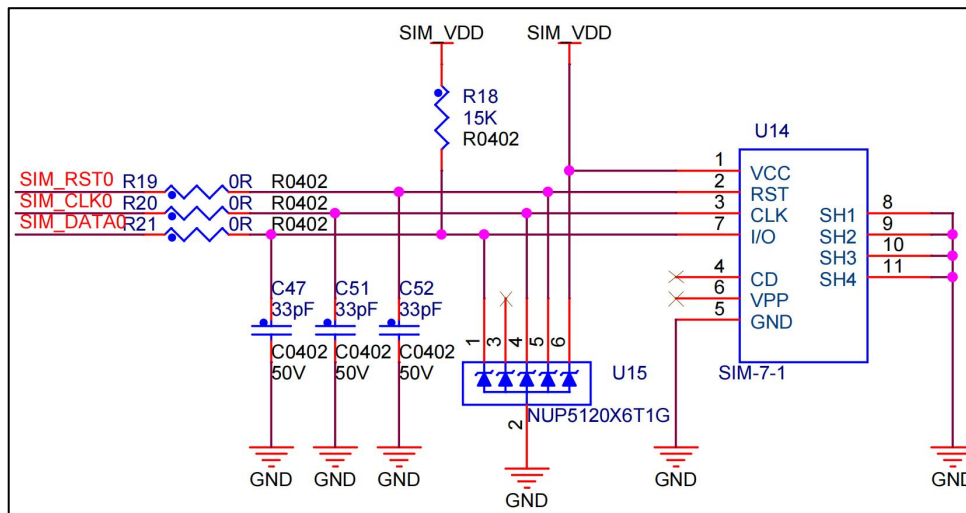 SIM_VDD
SIM_VDD
R18
15K
R0402
U14
SIM_RST0 R19 0R R0402
SIM_CLK0 R20 0R R0402
SIM_DATA0 R21 0R R0402
1 VCC
2 RST
3 CLK
7 I/O
4 CD
6 VPP
5 GND
SH1 8
SH2 9
SH3 10
SH4 11
SIM-7-1
C47
33pF
C0402
50V
C51
33pF
C0402
50V
C52
33pF
C0402
50V
1
3
4
5
6
U15
NUP5120X6T1G
2
GND
GND
GND
GND
GND
GND